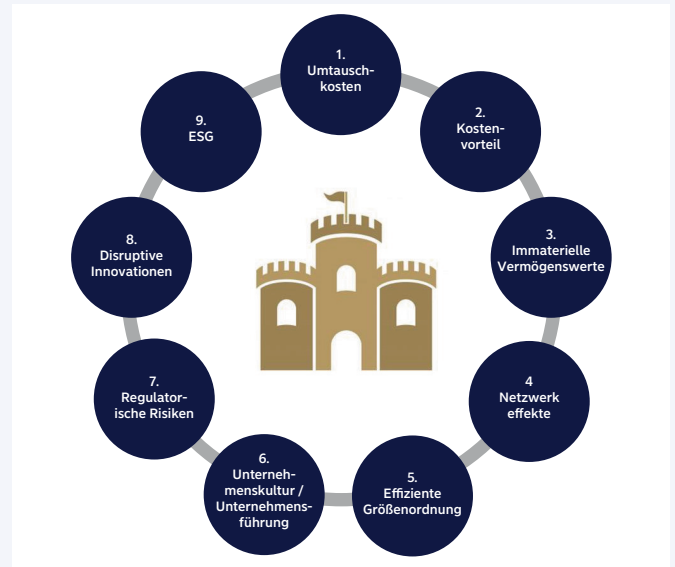 1.
Umtausch-
kosten
2.
Kosten-
vorteil
3.
Immaterielle
Vermögenswerte
4
Netzwerk
effekte
5.
Effiziente
Größenordnung
6.
Unterneh-
menskultur /
Unternehmens-
führung
7.
Regulator-
ische Risiken
8.
Disruptive
Innovationen
9.
ESG